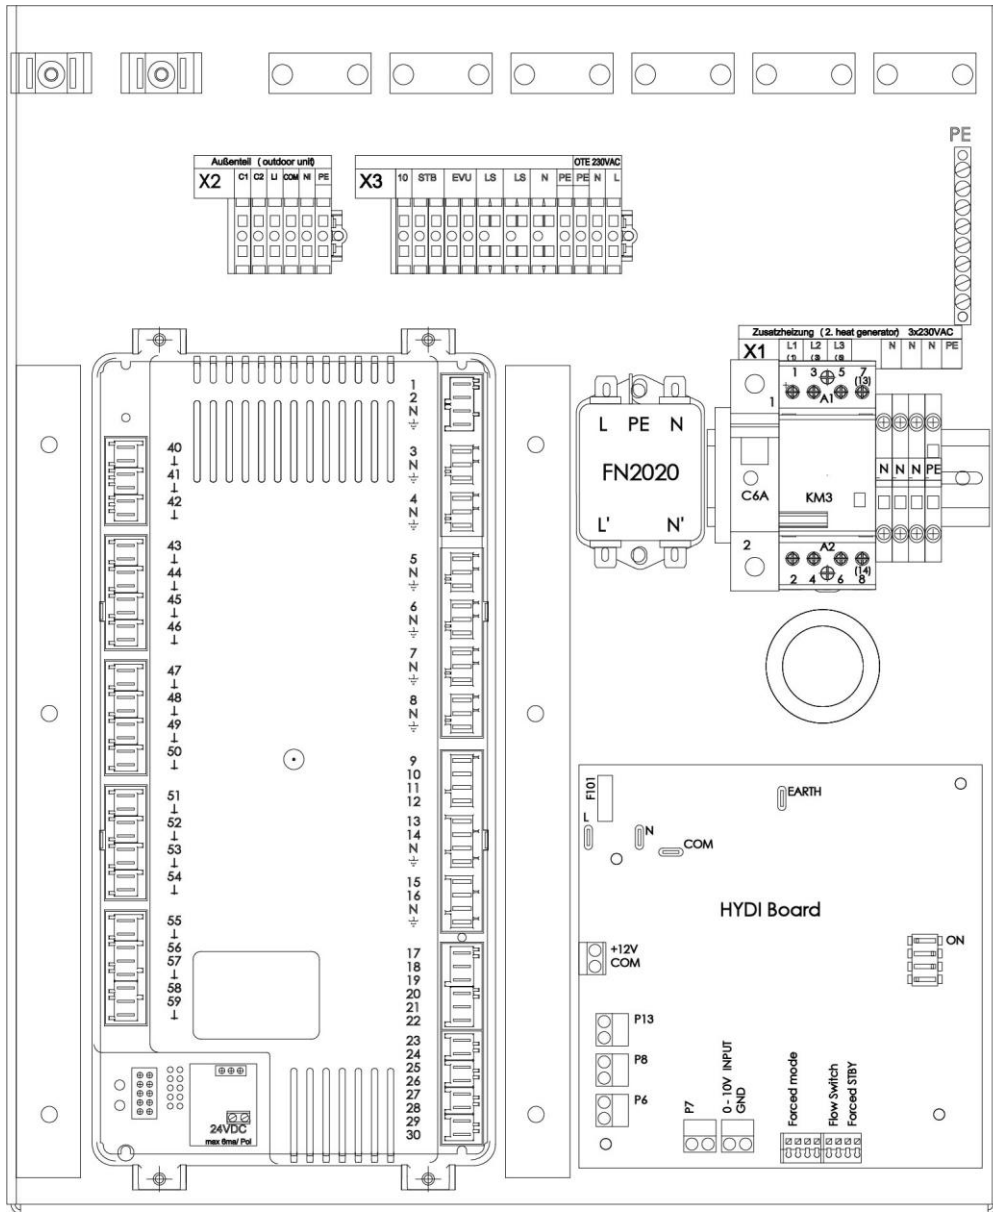 PE
Außenteil ( outdoor unit)
X2 C1 C2 LI COM NI PE
OTE 230VAC
X3 10 STB EVU LS LS N PE PE N L
Zusatzheizung ( 2. heat generator) 3x230VAC
X1 L1 L2 L3 N N N PE
(1) (3) (5)
1 3 5 7
(13)
A1
1
C6A
KM3
N N N PE
2
A2
(14)
2 4 6 8
L PE N
FN2020
L' N'
40
⊥
41
⊥
42
⊥
43
⊥
44
⊥
45
⊥
46
⊥
47
⊥
48
⊥
49
⊥
50
⊥
51
⊥
52
⊥
53
⊥
54
⊥
55
⊥
56
57
⊥
58
59
⊥
24VDC
max 6ma/ Pol
1
2
N
⏚
3
N
⏚
4
N
⏚
5
N
⏚
6
N
⏚
7
N
⏚
8
N
⏚
9
10
11
12
13
14
N
⏚
15
16
N
⏚
17
18
19
20
21
22
23
24
25
26
27
28
29
30
F101
L
N
COM
EARTH
HYDI Board
+12V
COM
ON
P13
P8
P6
P7
0 - 10V INPUT
GND
Forced mode
Flow Switch
Forced STBY